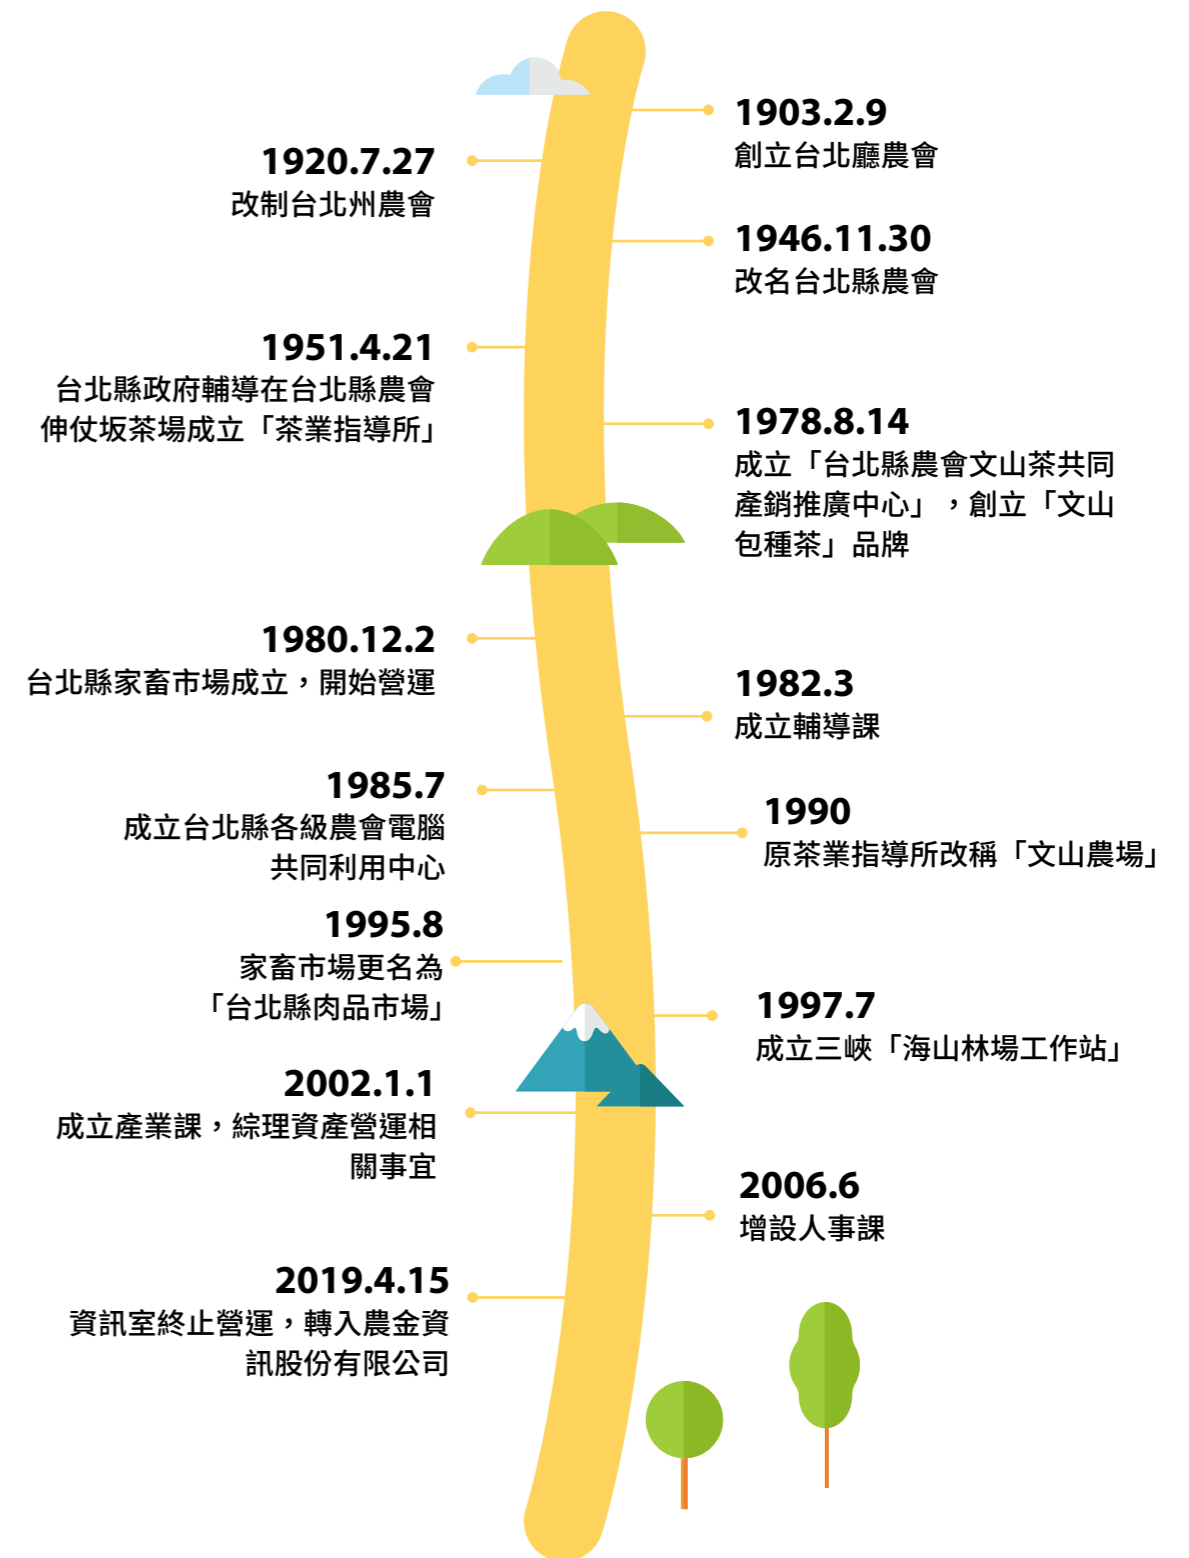 1903.2.9
創立台北廳農會
1920.7.27
改制台北州農會
1946.11.30
改名台北縣農會
1951.4.21
台北縣政府輔導在台北縣農會
伸仗坂茶場成立「茶業指導所」
1978.8.14
成立「台北縣農會文山茶共同
產銷推廣中心」，創立「文山
包種茶」品牌
1980.12.2
台北縣家畜市場成立，開始營運
1982.3
成立輔導課
1985.7
成立台北縣各級農會電腦
共同利用中心
1990
原茶業指導所改稱「文山農場」
1995.8
家畜市場更名為
「台北縣肉品市場」
1997.7
成立三峽「海山林場工作站」
2002.1.1
成立產業課，綜理資產營運相
關事宜
2006.6
增設人事課
2019.4.15
資訊室終止營運，轉入農金資
訊股份有限公司